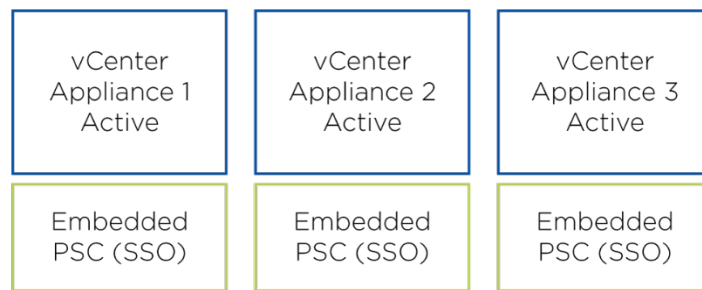 vCenter
Appliance 1
Active
vCenter
Appliance 2
Active
vCenter
Appliance 3
Active
Embedded
PSC (SSO)
Embedded
PSC (SSO)
Embedded
PSC (SSO)